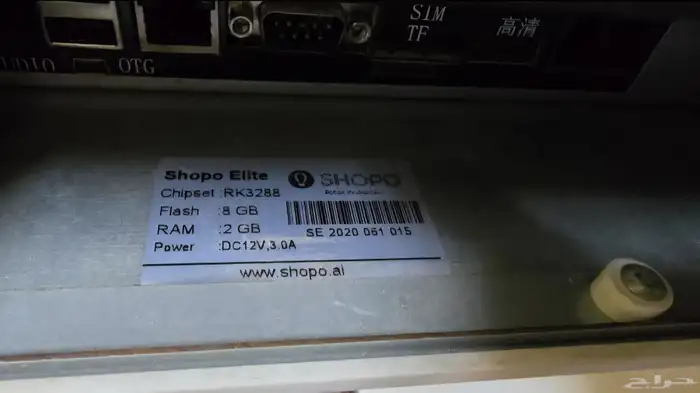 SIM
TF
高清
OTG
Shopo Elite
SHOPO
Chipset :RK3288
Flash :8 GB
RAM :2 GB
SE 2020 061 015
Power :DC12V,3.0A
www.shopo.ai
حراج